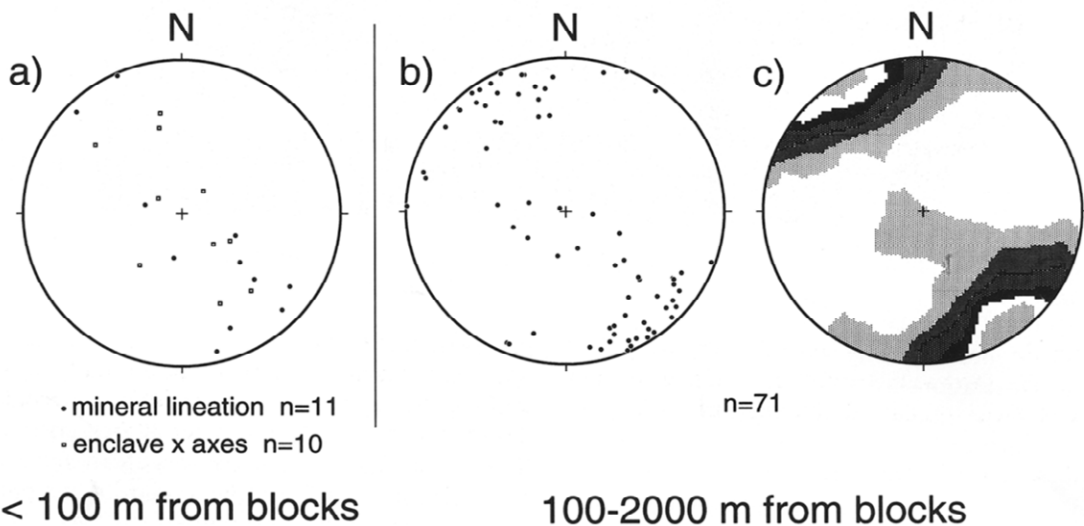 N
a)
N
b)
N
c)
mineral lineation n=11
enclave x axes n=10
n=71
< 100 m from blocks
100-2000 m from blocks